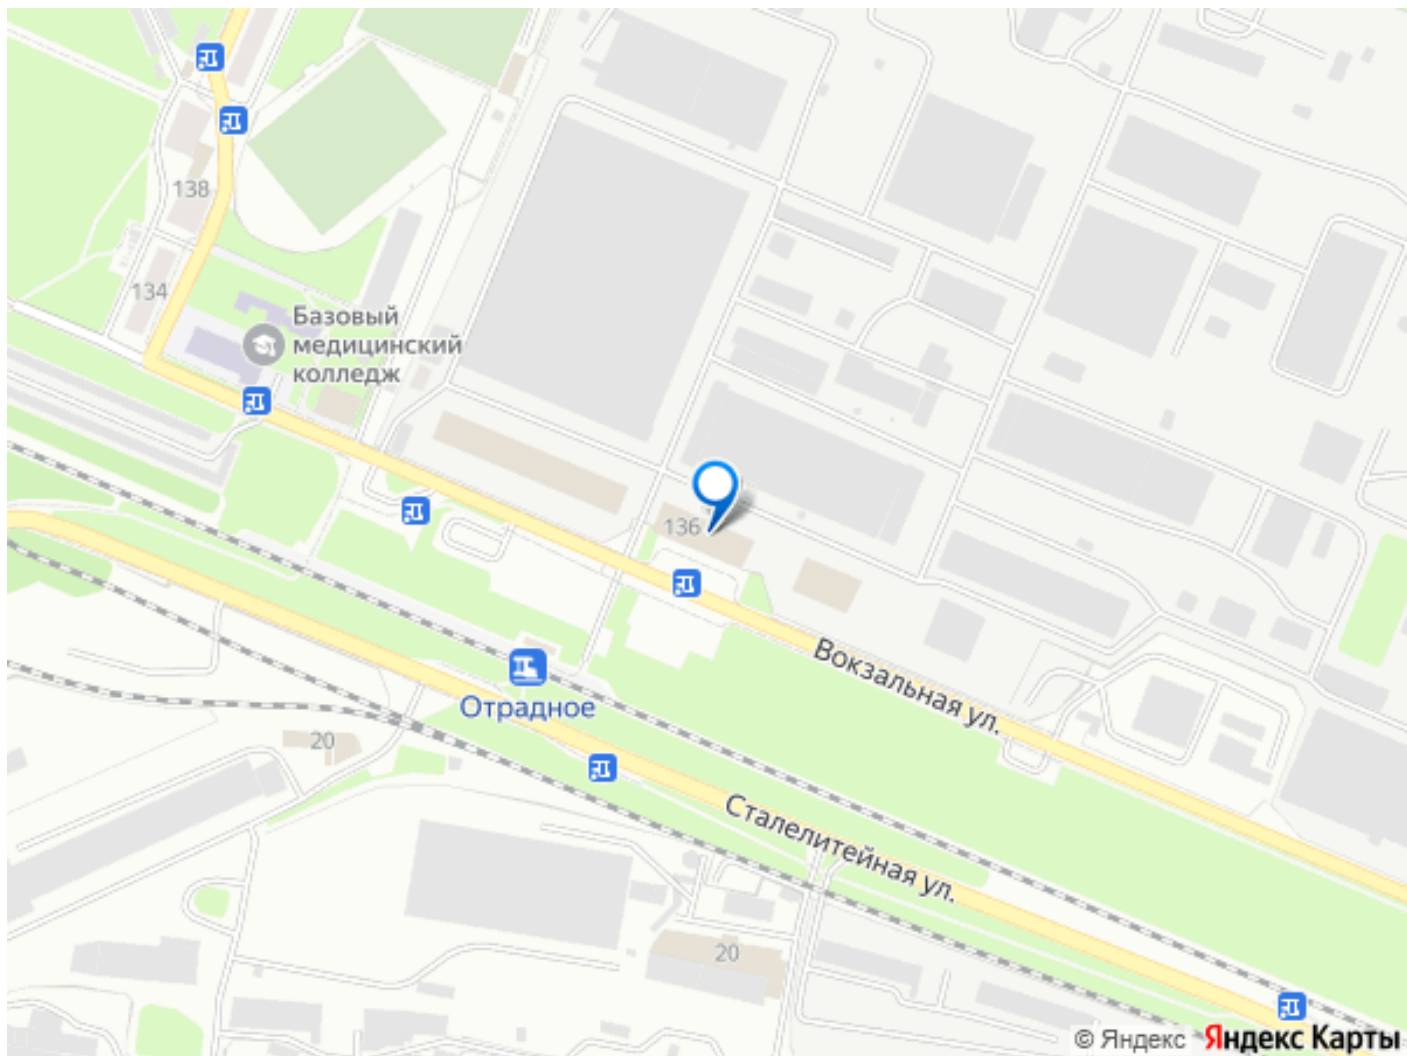 138
134
Базовый
медицинский
колледж
136
Вокзальная ул.
Отрадное
20
Сталелитейная ул.
20
© Яндекс Яндекс Карты